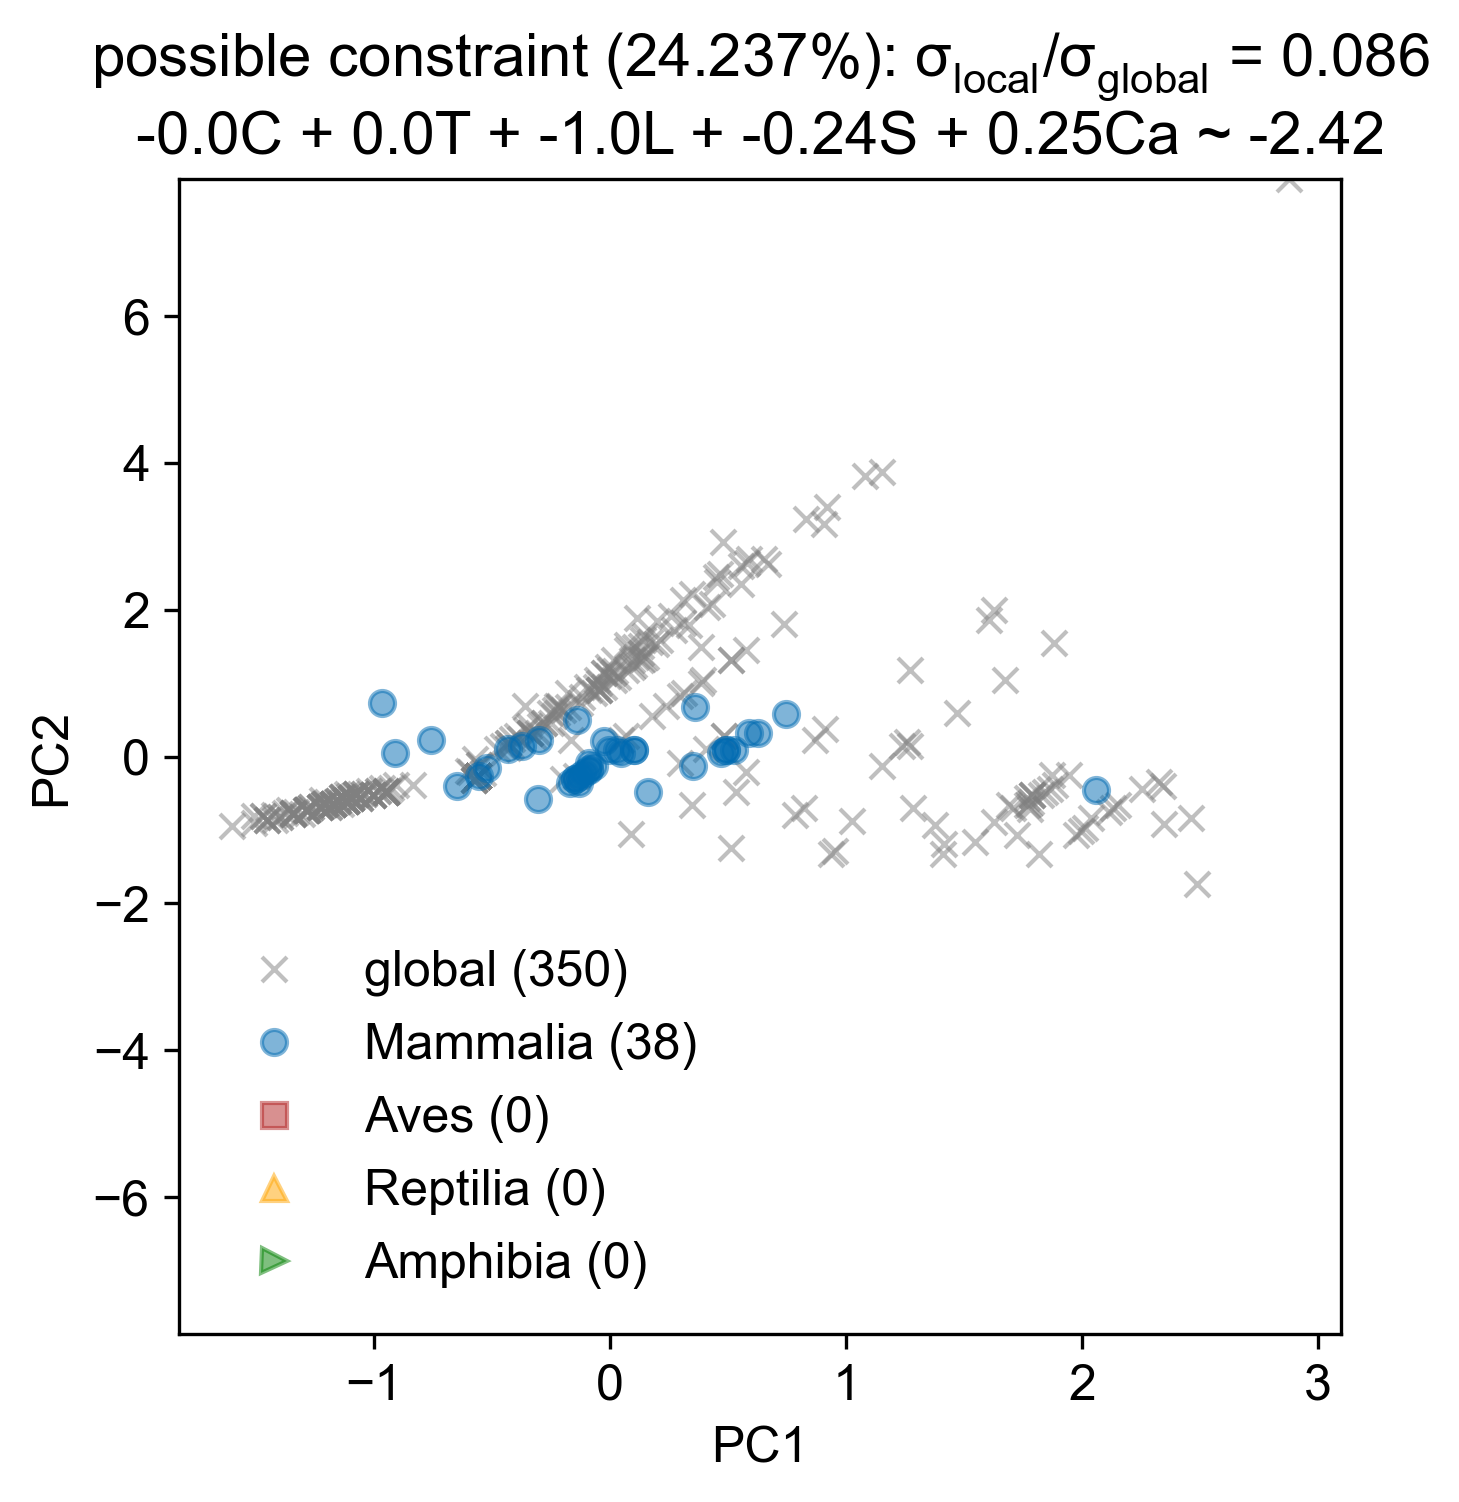 possible constraint (24.237%): σlocal/σglobal = 0.086
-0.0C + 0.0T + -1.0L + -0.24S + 0.25Ca ~ -2.42
6
4
2
0
−2
−4
−6
PC2
global (350)
Mammalia (38)
Aves (0)
Reptilia (0)
Amphibia (0)
−1 0 1 2 3
PC1